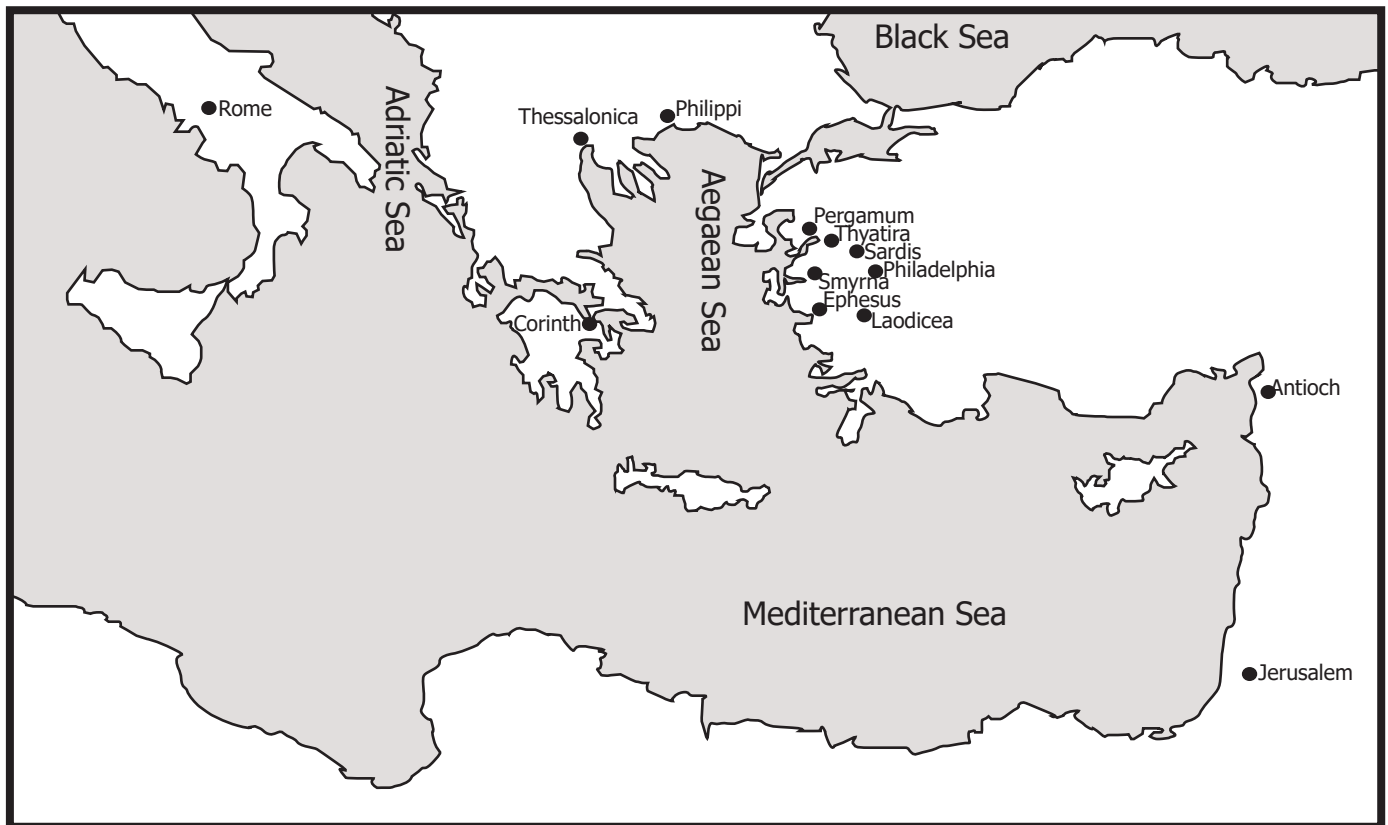 Black Sea
Rome
Adriatic Sea
Thessalonica
Philippi
Aegaean Sea
Pergamum
Thyatira
Sardis
Philadelphia
Smyrna
Ephesus
Corinth
Laodicea
Antioch
Mediterranean Sea
Jerusalem